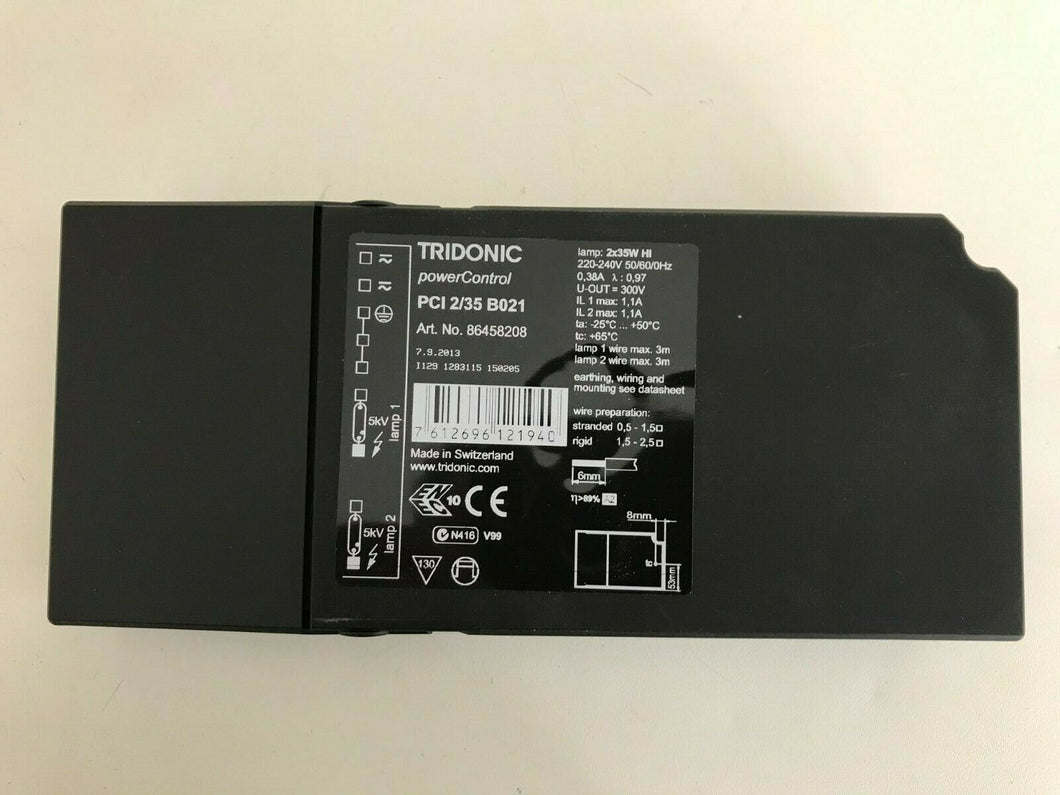 TRIDONIC
powerControl
PCI 2/35 B021
Art. No. 86458208
7.9.2013
I129 1283115 150205
7 612696 121940
Made in Switzerland
www.tridonic.com
10 CE
N416 V99
130
5kV
lamp 1
5kV
lamp 2
lamp: 2x35W HI
220-240V 50/60/0Hz
0,38A λ : 0,97
U-OUT = 300V
IL 1 max: 1,1A
IL 2 max: 1,1A
ta: -25°C ... +50°C
tc: +65°C
lamp 1 wire max. 3m
lamp 2 wire max. 3m
earthing, wiring and
mounting see datasheet
wire preparation:
stranded 0,5 - 1,5□
rigid 1,5 - 2,5□
6mm
η>89% A2
8mm
tc
53mm